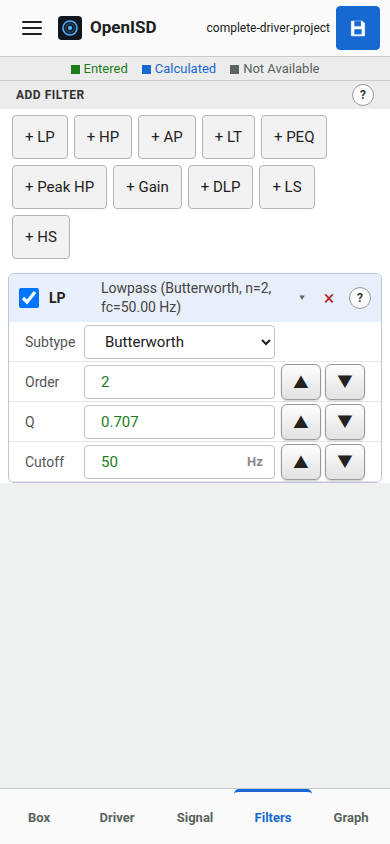 OpenISD
complete-driver-project
Entered Calculated Not Available
ADD FILTER ?
+ LP + HP + AP + LT + PEQ
+ Peak HP + Gain + DLP + LS
+ HS
LP Lowpass (Butterworth, n=2,
fc=50.00 Hz) ▾ × ?
Subtype Butterworth
Order 2 ▲ ▼
Q 0.707 ▲ ▼
Cutoff 50 Hz ▲ ▼
Box Driver Signal Filters Graph